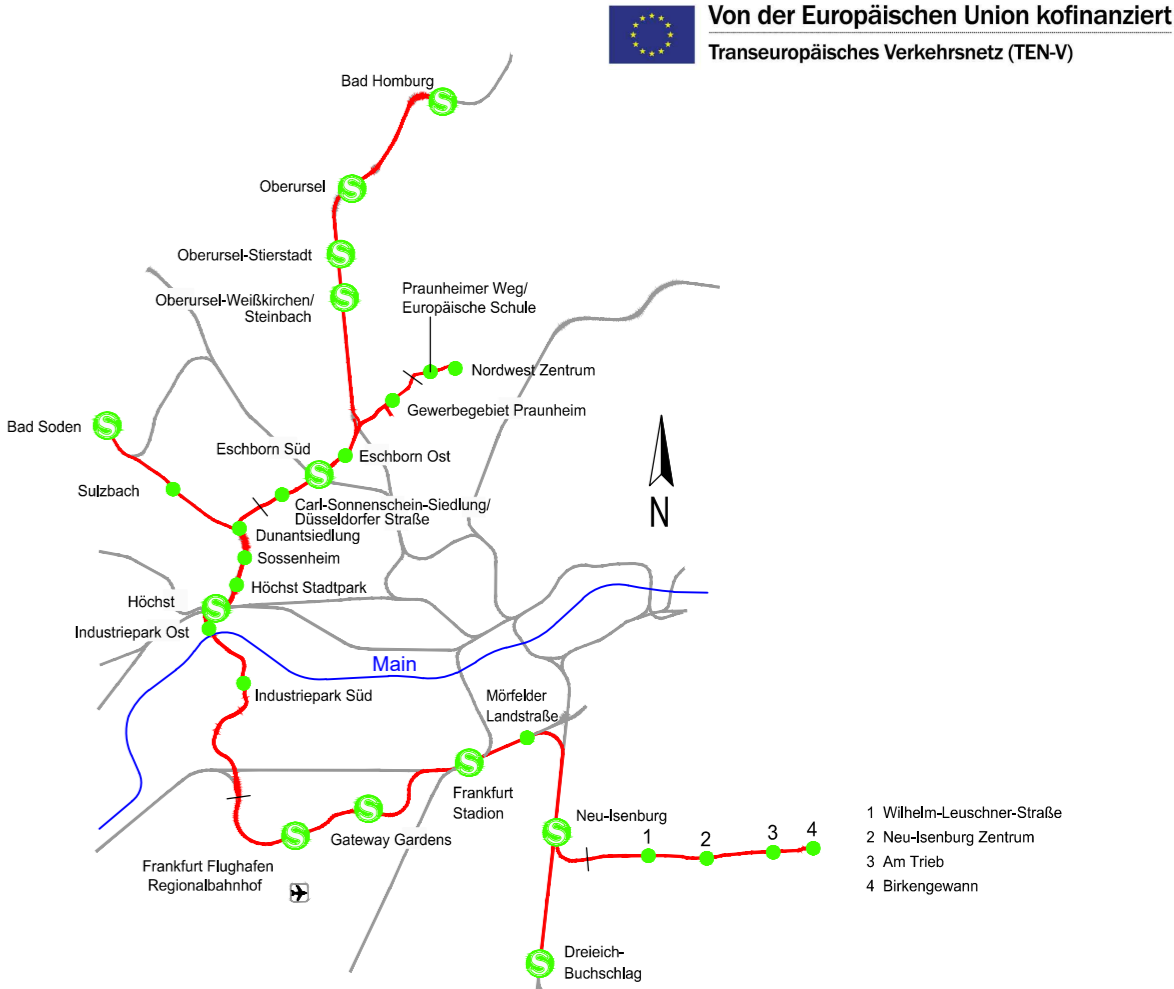 Von der Europäischen Union kofinanziert
Transeuropäisches Verkehrsnetz (TEN-V)
Bad Homburg
S
Oberursel
S
Oberursel-Stierstadt
S
Oberursel-Weißkirchen/
Steinbach
S
Praunheimer Weg/
Europäische Schule
Nordwest Zentrum
Gewerbegebiet Praunheim
Bad Soden
S
Eschborn Süd
S
Eschborn Ost
Sulzbach
Carl-Sonnenschein-Siedlung/
Düsseldorfer Straße
N
Dunantsiedlung
Sossenheim
Höchst Stadtpark
Höchst
S
Industriepark Ost
Main
Industriepark Süd
Mörfelder
Landstraße
S
Frankfurt
Stadion
S
Gateway Gardens
S
Frankfurt Flughafen
Regionalbahnhof
Neu-Isenburg
S
1
2
3
4
1 Wilhelm-Leuschner-Straße
2 Neu-Isenburg Zentrum
3 Am Trieb
4 Birkengewann
S
Dreieich-
Buchschlag